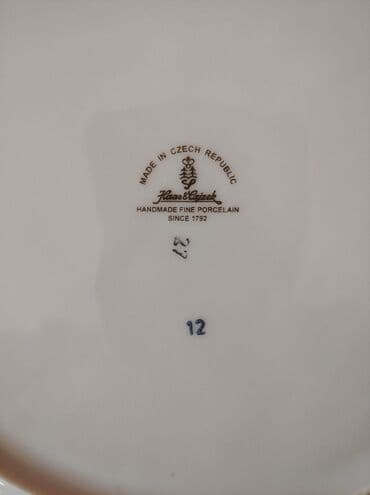 MADE IN CZECH REPUBLIC
Haas & Czjzek
HANDMADE FINE PORCELAIN
SINCE 1792
27
12